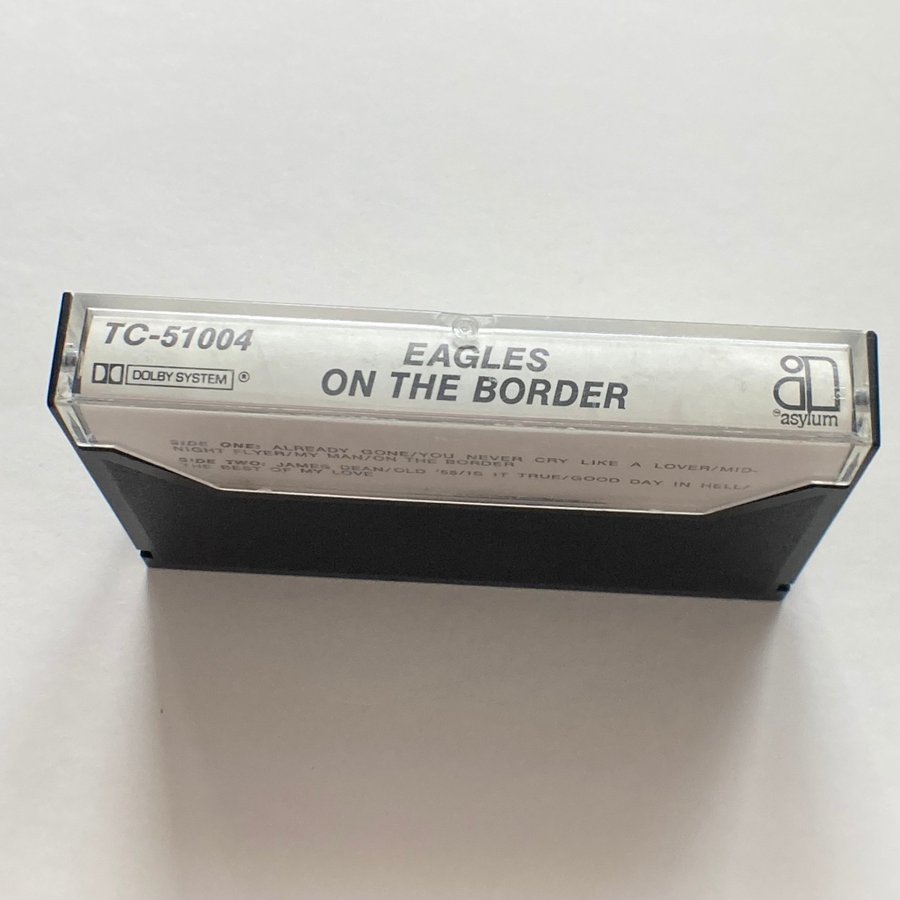 TC-51004
DOLBY SYSTEM ®
EAGLES
ON THE BORDER
asylum
SIDE ONE: ALREADY GONE/YOU NEVER CRY LIKE A LOVER/MID-
NIGHT FLYER/MY MAN/ON THE BORDER
SIDE TWO: JAMES DEAN/OLD '55/IS IT TRUE/GOOD DAY IN HELL/
THE BEST OF MY LOVE